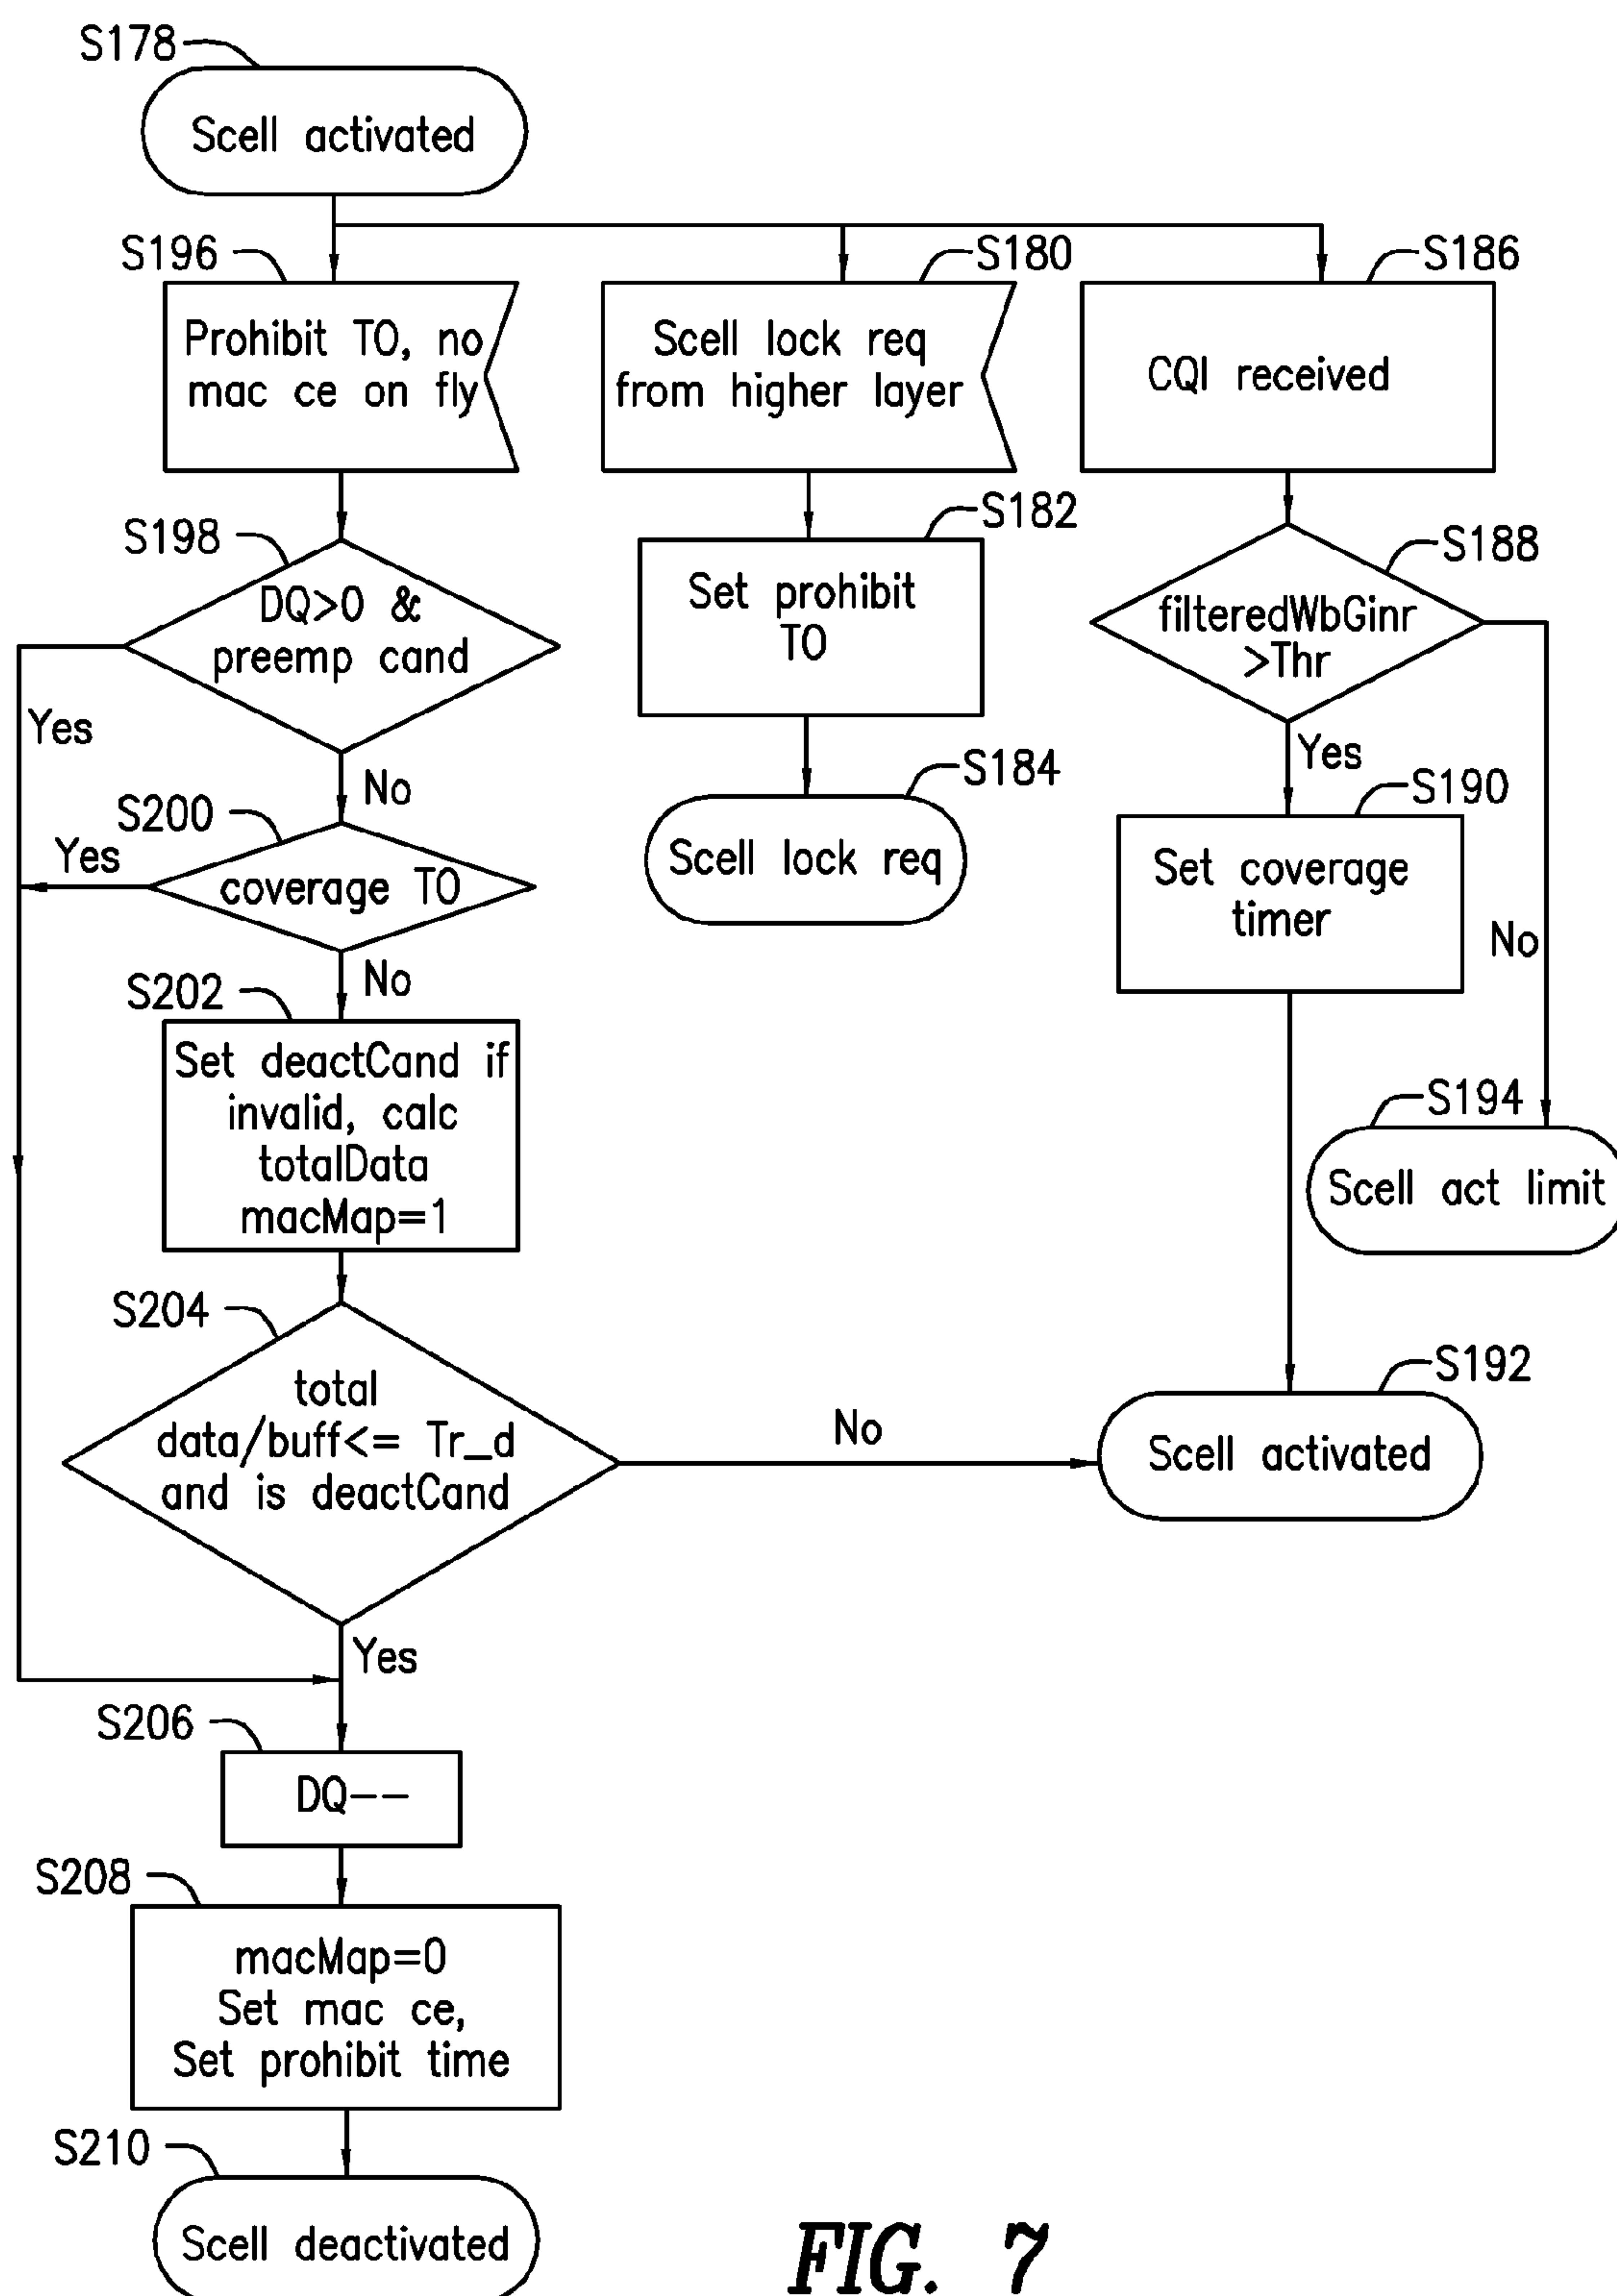 S178
Scell activated
S196
S180
S186
Prohibit TO, no
mac ce on fly
Scell lock req
from higher layer
CQI received
S198
DQ>0 &
preemp cand
S182
Set prohibit
TO
S188
filteredWbGinr
>Thr
Yes
No
S184
Scell lock req
Yes
S190
Set coverage
timer
No
S200
Yes
coverage TO
No
S202
Set deactCand if
invalid, calc
totalData
macMap=1
S194
Scell act limit
S204
total
data/buff<= Tr_d
and is deactCand
No
S192
Scell activated
Yes
S206
DQ--
S208
macMap=0
Set mac ce,
Set prohibit time
S210
Scell deactivated
FIG. 7